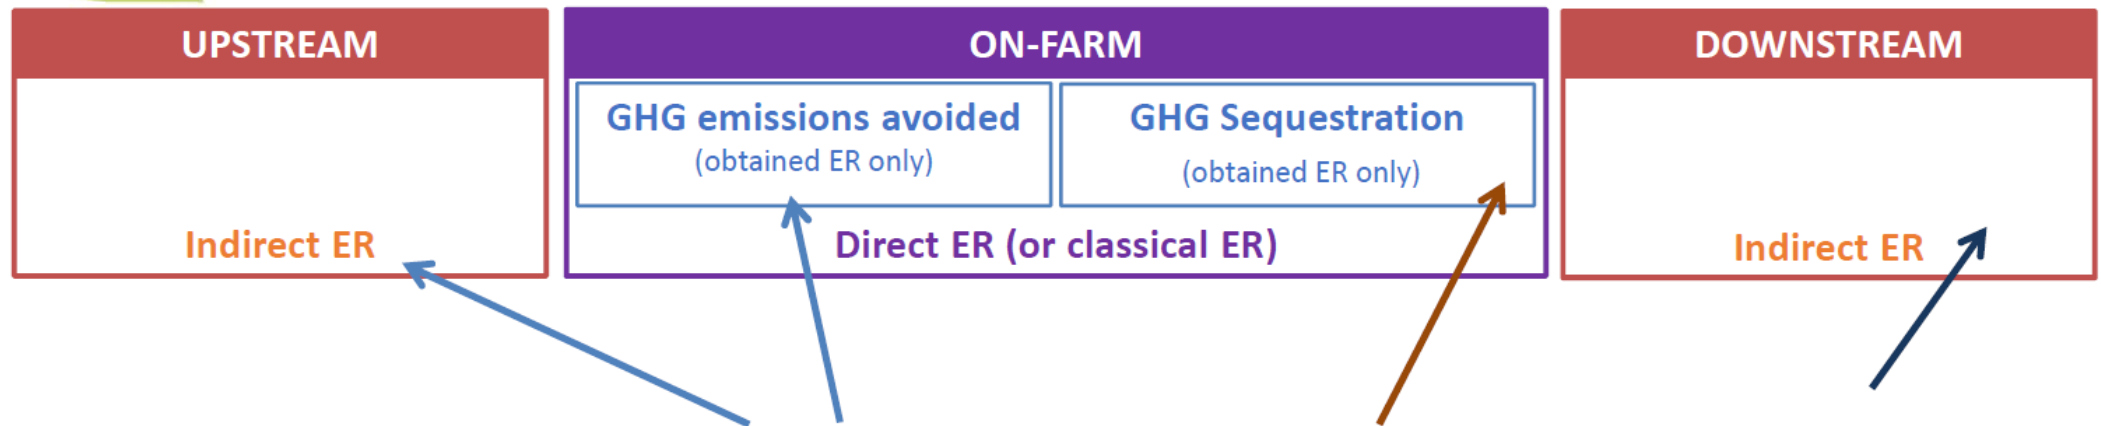 UPSTREAM
ON-FARM
DOWNSTREAM
GHG emissions avoided
(obtained ER only)
GHG Sequestration
(obtained ER only)
Indirect ER
Direct ER (or classical ER)
Indirect ER